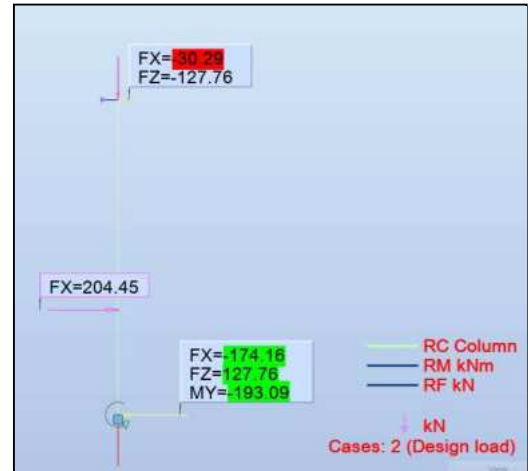 FX=-30.29
FZ=-127.76
FX=204.45
FX=-174.16
FZ=127.76
MY=-193.09
RC Column
RM kNm
RF kN
kN
Cases: 2 (Design load)